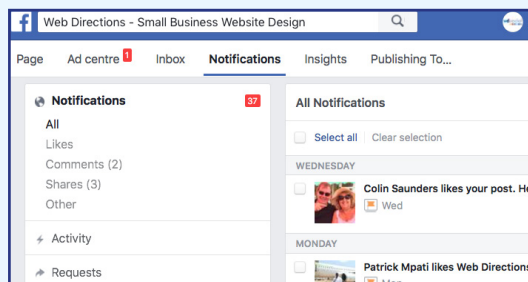 f Web Directions - Small Business Website Design
Page Ad centre 1 Inbox Notifications Insights Publishing To...
Notifications 37
All
Likes
Comments (2)
Shares (3)
Other
Activity
Requests
All Notifications
Select all Clear selection
WEDNESDAY
Colin Saunders likes your post. He
Wed
MONDAY
Patrick Mpati likes Web Directions